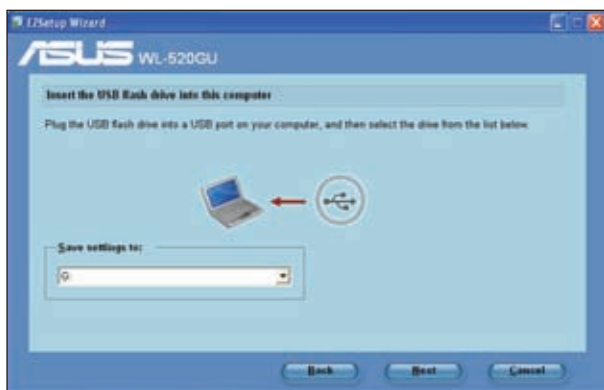 EZSetup Wizard
ASUS WL-520GU
Insert the USB flash drive into this computer
Plug the USB flash drive into a USB port on your computer, and then select the drive from the list below.
Save settings to:
G:
Back Next Cancel